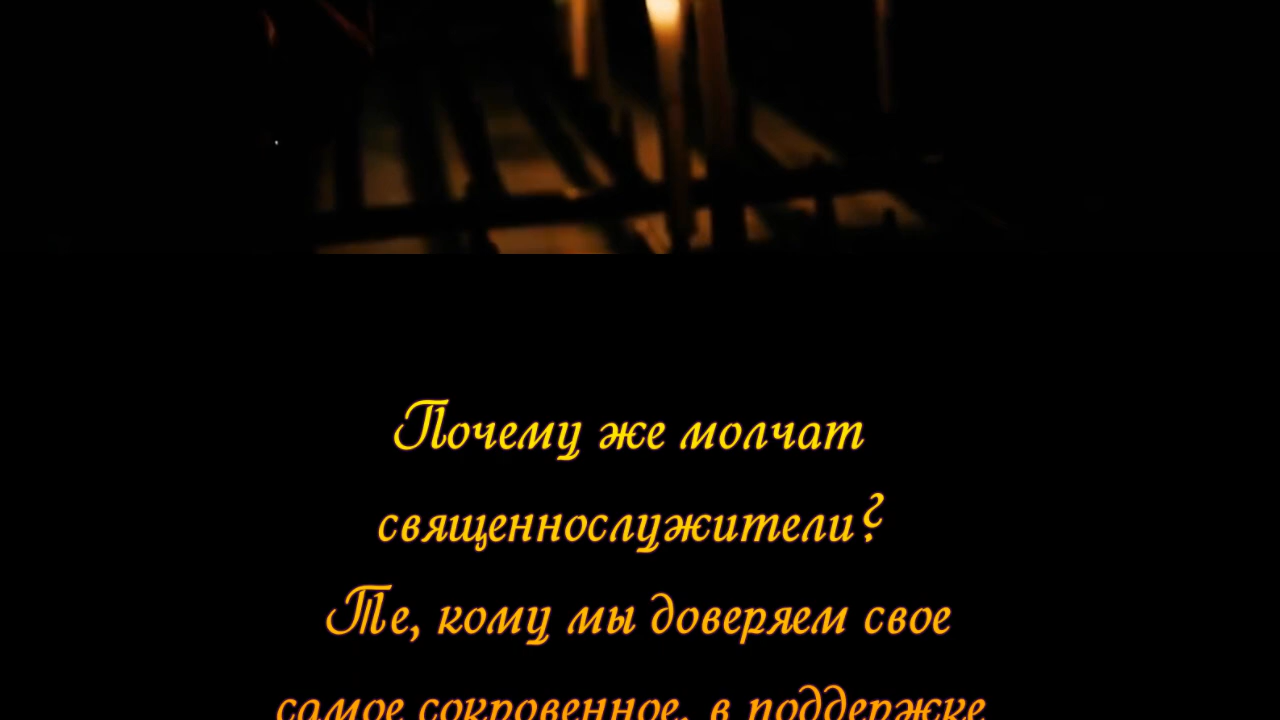 Почему же молчат
священнослужители?
Те, кому мы доверяем свое
самое сокровенное, в поддержке